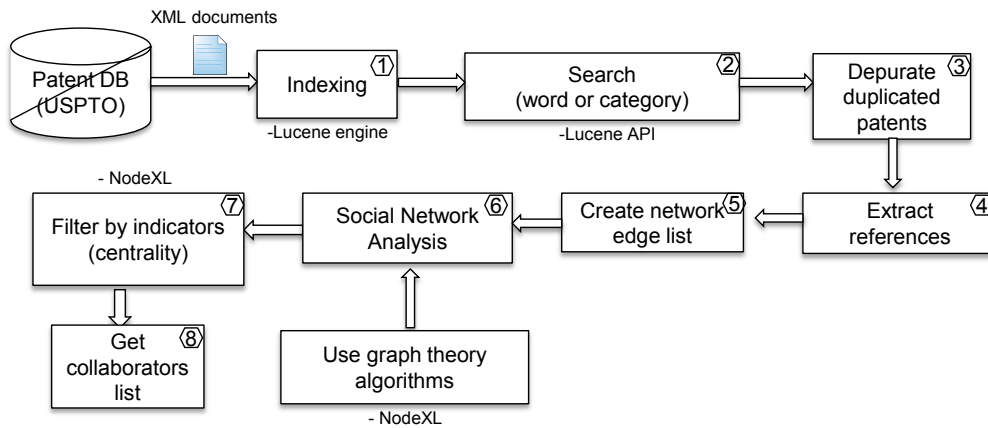 XML documents
Patent DB
(USPTO)
Indexing
1
-Lucene engine
Search
(word or category)
2
-Lucene API
Depurate
duplicated
patents
3
Extract
references
4
Create network
edge list
5
Social Network
Analysis
6
Use graph theory
algorithms
- NodeXL
- NodeXL
Filter by indicators
(centrality)
7
Get
collaborators
list
8